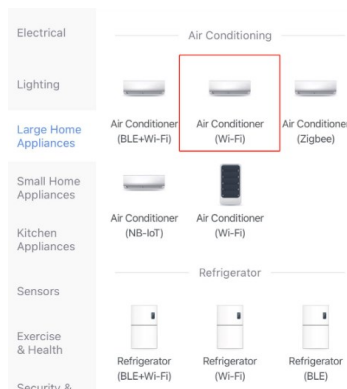 Electrical
Lighting
Large Home
Appliances
Small Home
Appliances
Kitchen
Appliances
Sensors
Exercise
& Health
Security &
Air Conditioning
Air Conditioner
(BLE+Wi-Fi)
Air Conditioner
(Wi-Fi)
Air Conditioner
(Zigbee)
Air Conditioner
(NB-IoT)
Air Conditioner
(Wi-Fi)
Refrigerator
Refrigerator
(BLE+Wi-Fi)
Refrigerator
(Wi-Fi)
Refrigerator
(BLE)